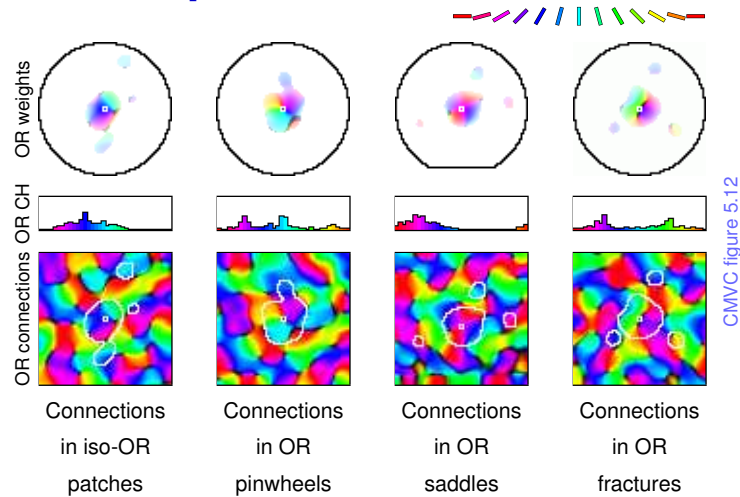 OR weights
OR CH
OR connections
CMVC figure 5.12
Connections
in iso-OR
patches
Connections
in OR
pinwheels
Connections
in OR
saddles
Connections
in OR
fractures